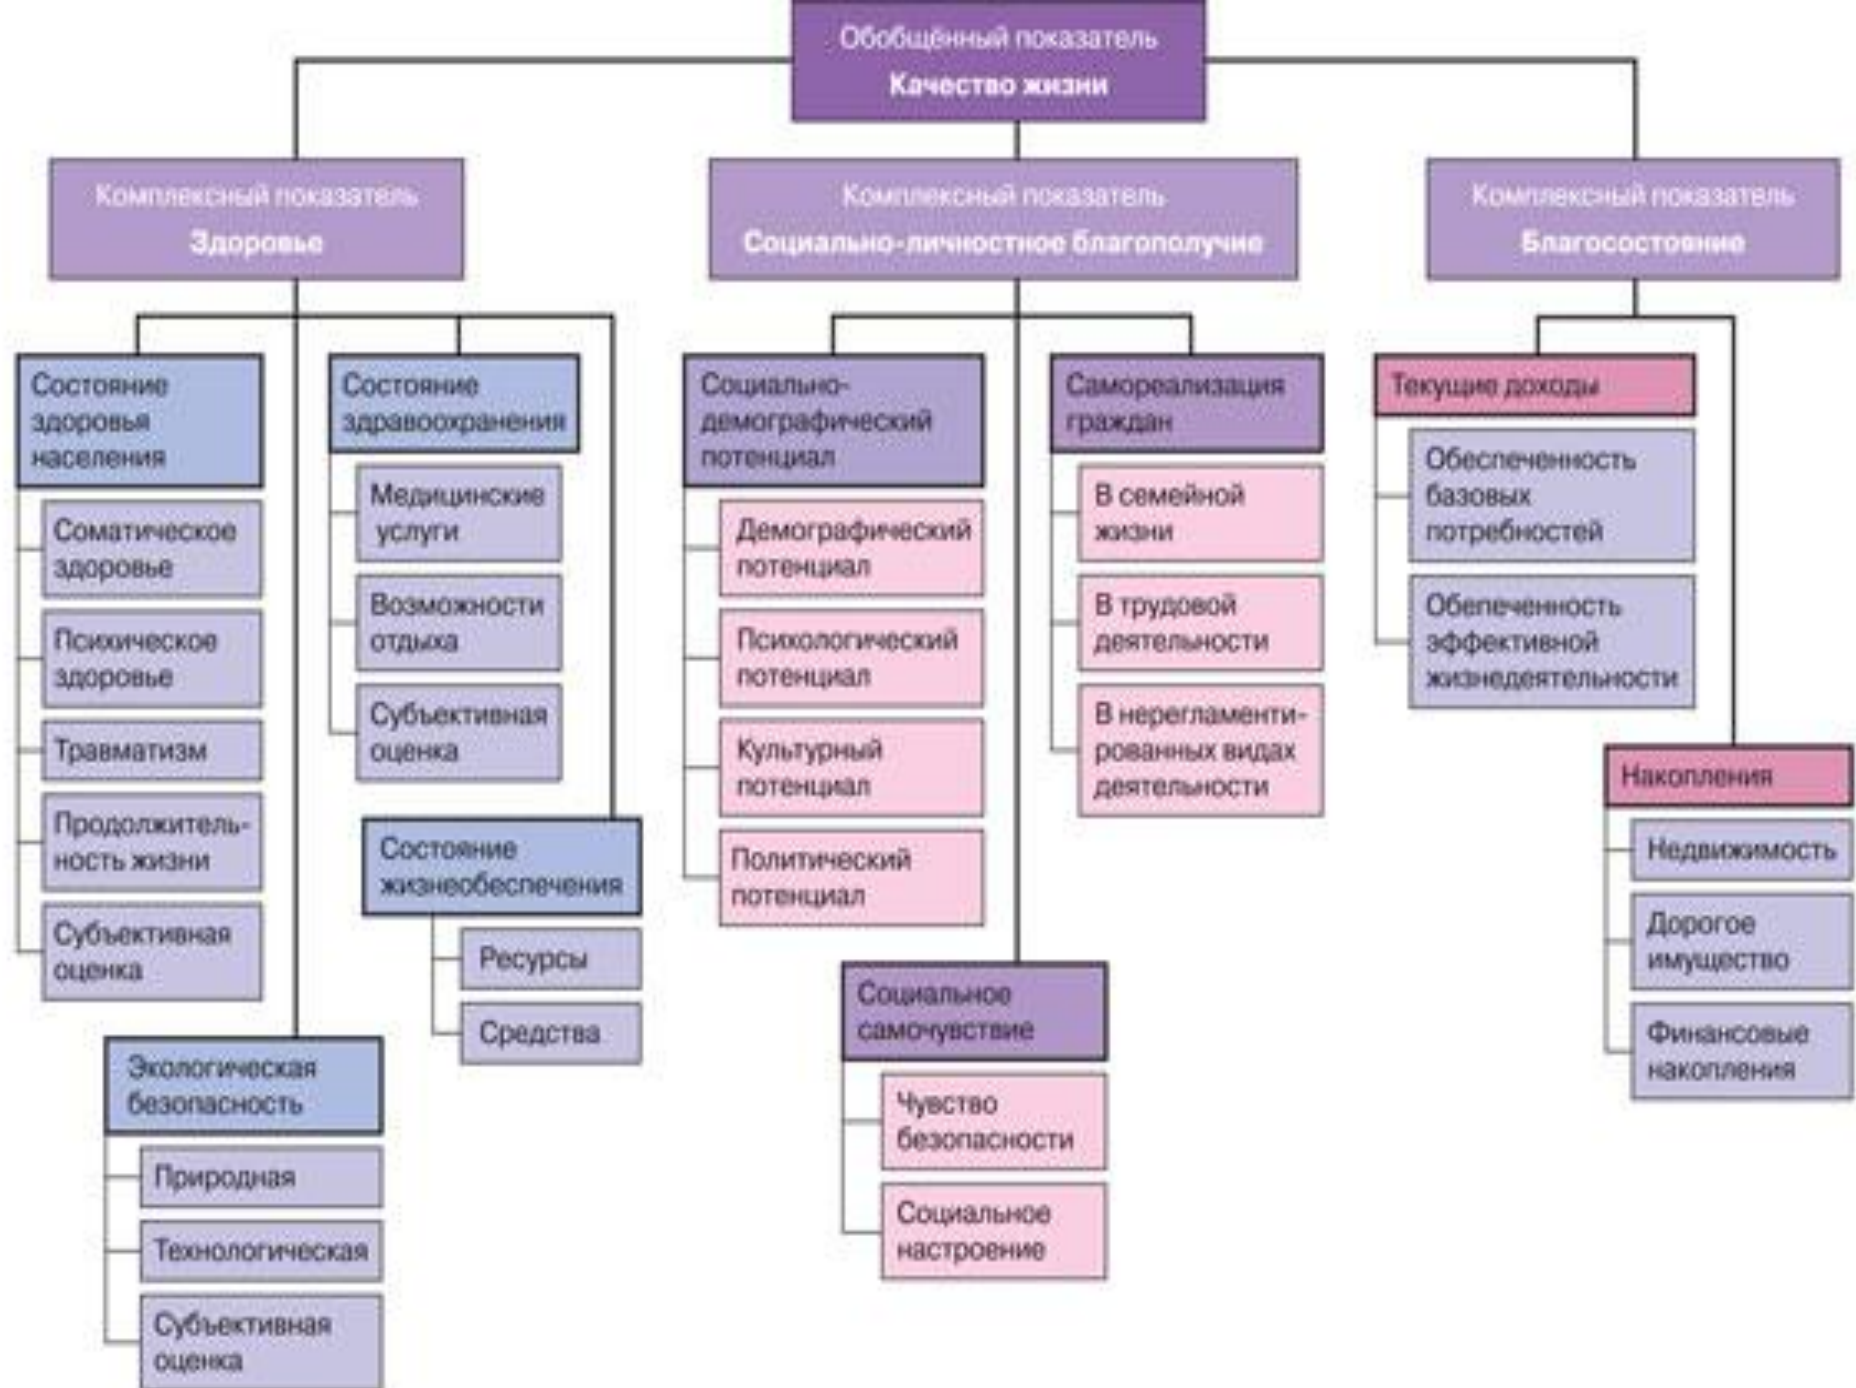 Обобщённый показатель
Качество жизни
Комплексный показатель
Здоровье
Состояние
здоровья
населения
Соматическое
здоровье
Психическое
здоровье
Травматизм
Продолжитель-
ность жизни
Субъективная
оценка
Экологическая
безопасность
Природная
Технологическая
Субъективная
оценка
Состояние
здравоохранения
Медицинские
услуги
Возможности
отдыха
Субъективная
оценка
Состояние
жизнеобеспечения
Ресурсы
Средства
Комплексный показатель
Социально-личностное благополучие
Социально-
демографический
потенциал
Демографический
потенциал
Психологический
потенциал
Культурный
потенциал
Политический
потенциал
Социальное
самочувствие
Чувство
безопасности
Социальное
настроение
Самореализация
граждан
В семейной
жизни
В трудовой
деятельности
В нерегламенти-
рованных видах
деятельности
Комплексный показатель
Благосостояние
Текущие доходы
Обеспеченность
базовых
потребностей
Обепеченность
эффективной
жизнедеятельности
Накопления
Недвижимость
Дорогое
имущество
Финансовые
накопления